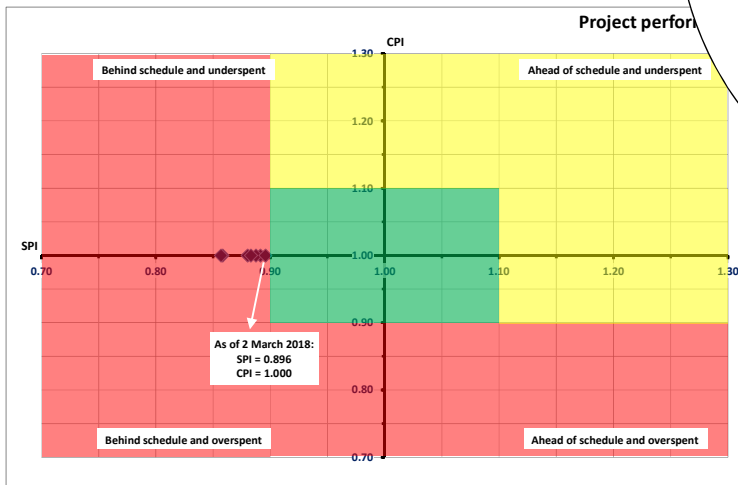 Project
CPI
1.30
Behind schedule and underspent
Ahead of schedule and underspent
1.20
1.10
SPI
1.00
0.70
0.80
0.90
1.00
1.10
1.20
1.30
0.90
As of 2 March 2018:
SPI = 0.896
CPI = 1.000
0.80
Behind schedule and overspent
Ahead of schedule and overspent
0.70